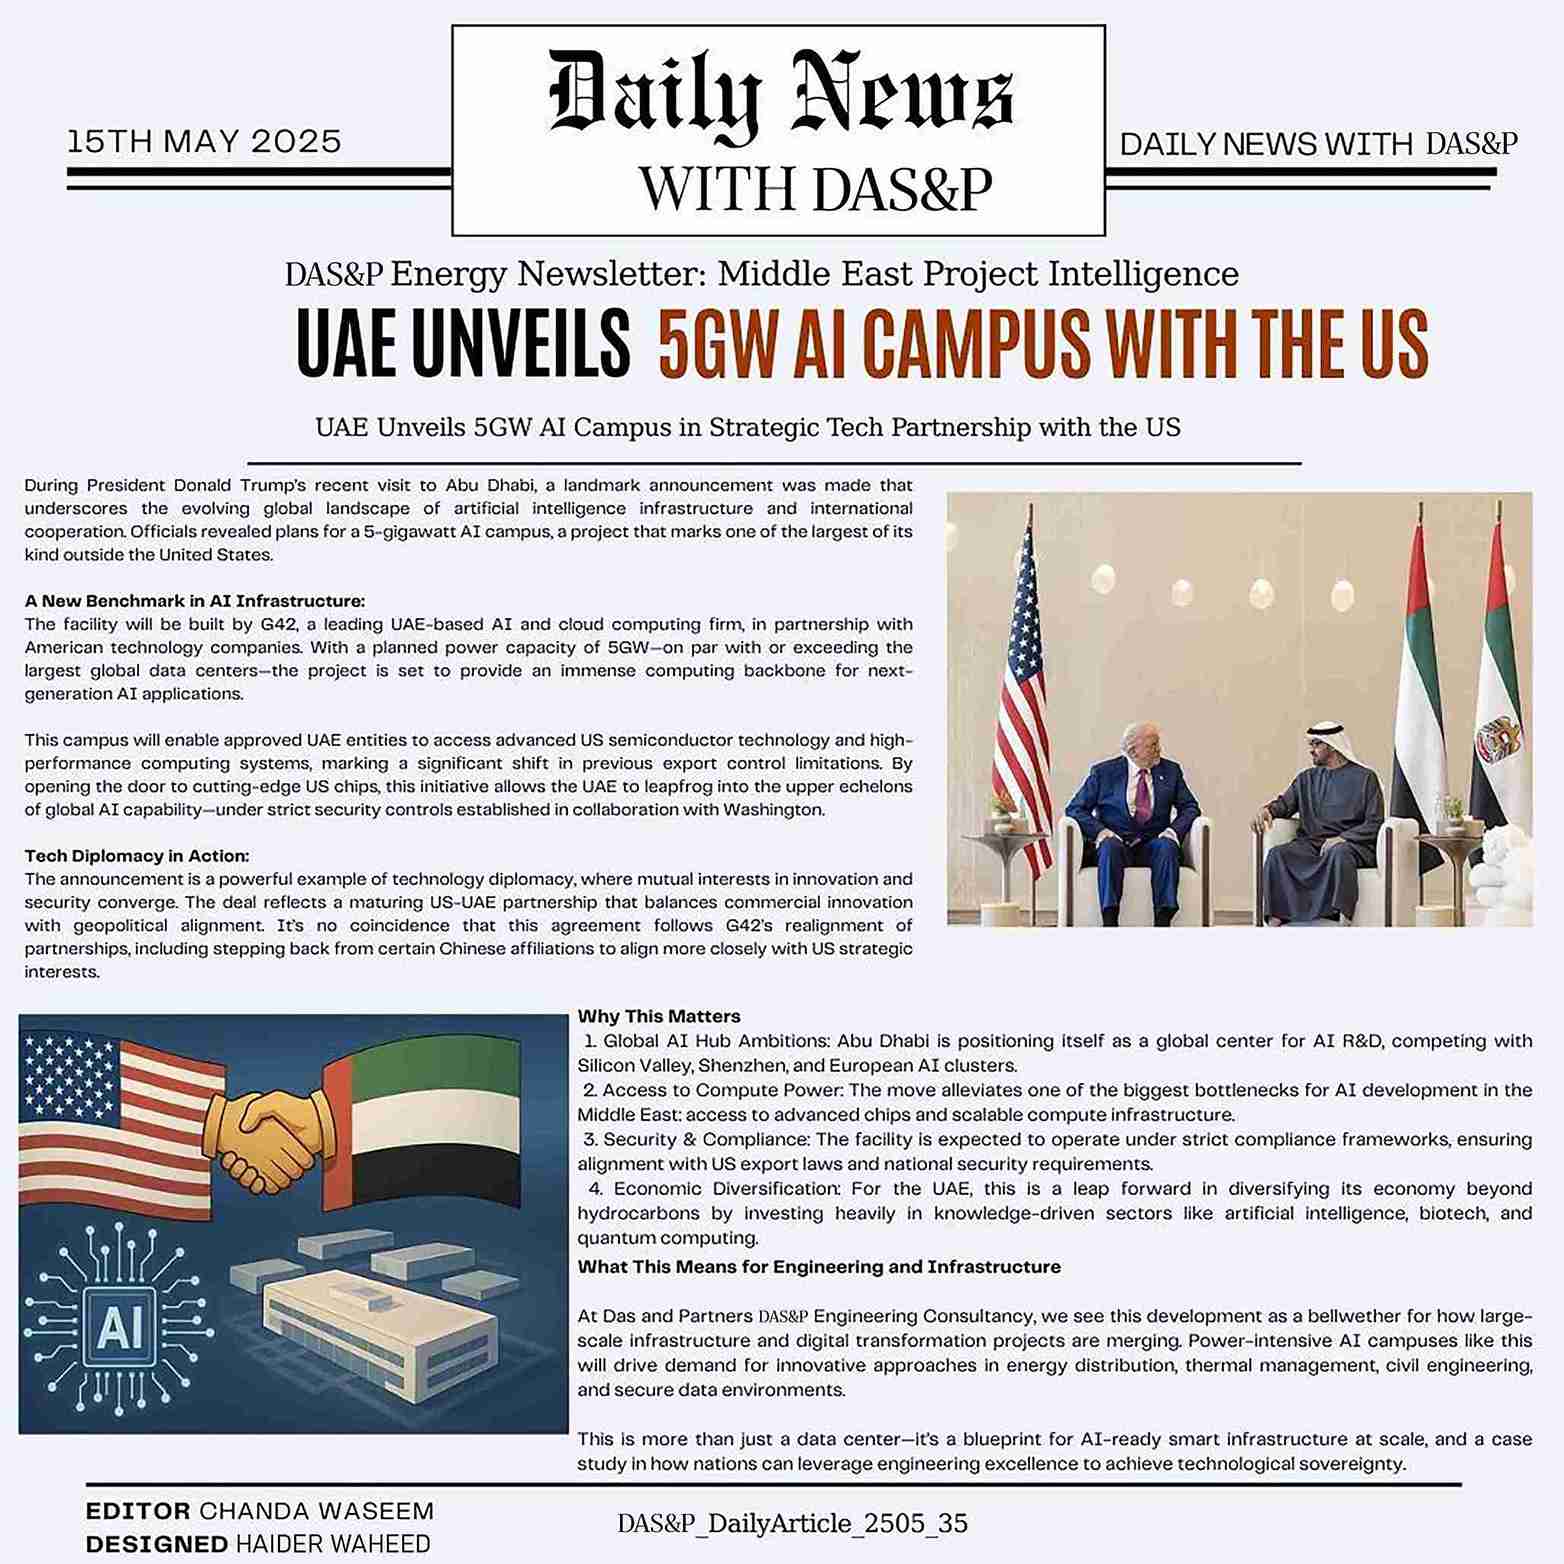 Daily News
WITH DAS&P
15TH MAY 2025
DAILY NEWS WITH DAS&P
DAS&P Energy Newsletter: Middle East Project Intelligence
UAE UNVEILS 5GW AI CAMPUS WITH THE US
UAE Unveils 5GW AI Campus in Strategic Tech Partnership with the US
During President Donald Trump's recent visit to Abu Dhabi, a landmark announcement was made that
underscores the evolving global landscape of artificial intelligence infrastructure and international
cooperation. Officials revealed plans for a 5-gigawatt AI campus, a project that marks one of the largest of its
kind outside the United States.
A New Benchmark in AI Infrastructure:
The facility will be built by G42, a leading UAE-based AI and cloud computing firm, in partnership with
American technology companies. With a planned power capacity of 5GW—on par with or exceeding the
largest global data centers—the project is set to provide an immense computing backbone for next-
generation AI applications.
This campus will enable approved UAE entities to access advanced US semiconductor technology and high-
performance computing systems, marking a significant shift in previous export control limitations. By
opening the door to cutting-edge US chips, this initiative allows the UAE to leapfrog into the upper echelons
of global AI capability—under strict security controls established in collaboration with Washington.
Tech Diplomacy in Action:
The announcement is a powerful example of technology diplomacy, where mutual interests in innovation and
security converge. The deal reflects a maturing US-UAE partnership that balances commercial innovation
with geopolitical alignment. It's no coincidence that this agreement follows G42's realignment of
partnerships, including stepping back from certain Chinese affiliations to align more closely with US strategic
interests.
AI
Why This Matters
1. Global AI Hub Ambitions: Abu Dhabi is positioning itself as a global center for AI R&D, competing with
Silicon Valley, Shenzhen, and European AI clusters.
2. Access to Compute Power: The move alleviates one of the biggest bottlenecks for AI development in the
Middle East: access to advanced chips and scalable compute infrastructure.
3. Security & Compliance: The facility is expected to operate under strict compliance frameworks, ensuring
alignment with US export laws and national security requirements.
4. Economic Diversification: For the UAE, this is a leap forward in diversifying its economy beyond
hydrocarbons by investing heavily in knowledge-driven sectors like artificial intelligence, biotech, and
quantum computing.
What This Means for Engineering and Infrastructure
At Das and Partners DAS&P Engineering Consultancy, we see this development as a bellwether for how large-
scale infrastructure and digital transformation projects are merging. Power-intensive AI campuses like this
will drive demand for innovative approaches in energy distribution, thermal management, civil engineering,
and secure data environments.
This is more than just a data center—it's a blueprint for AI-ready smart infrastructure at scale, and a case
study in how nations can leverage engineering excellence to achieve technological sovereignty.
EDITOR CHANDA WASEEM
DESIGNED HAIDER WAHEED
DAS&P_DailyArticle_2505_35